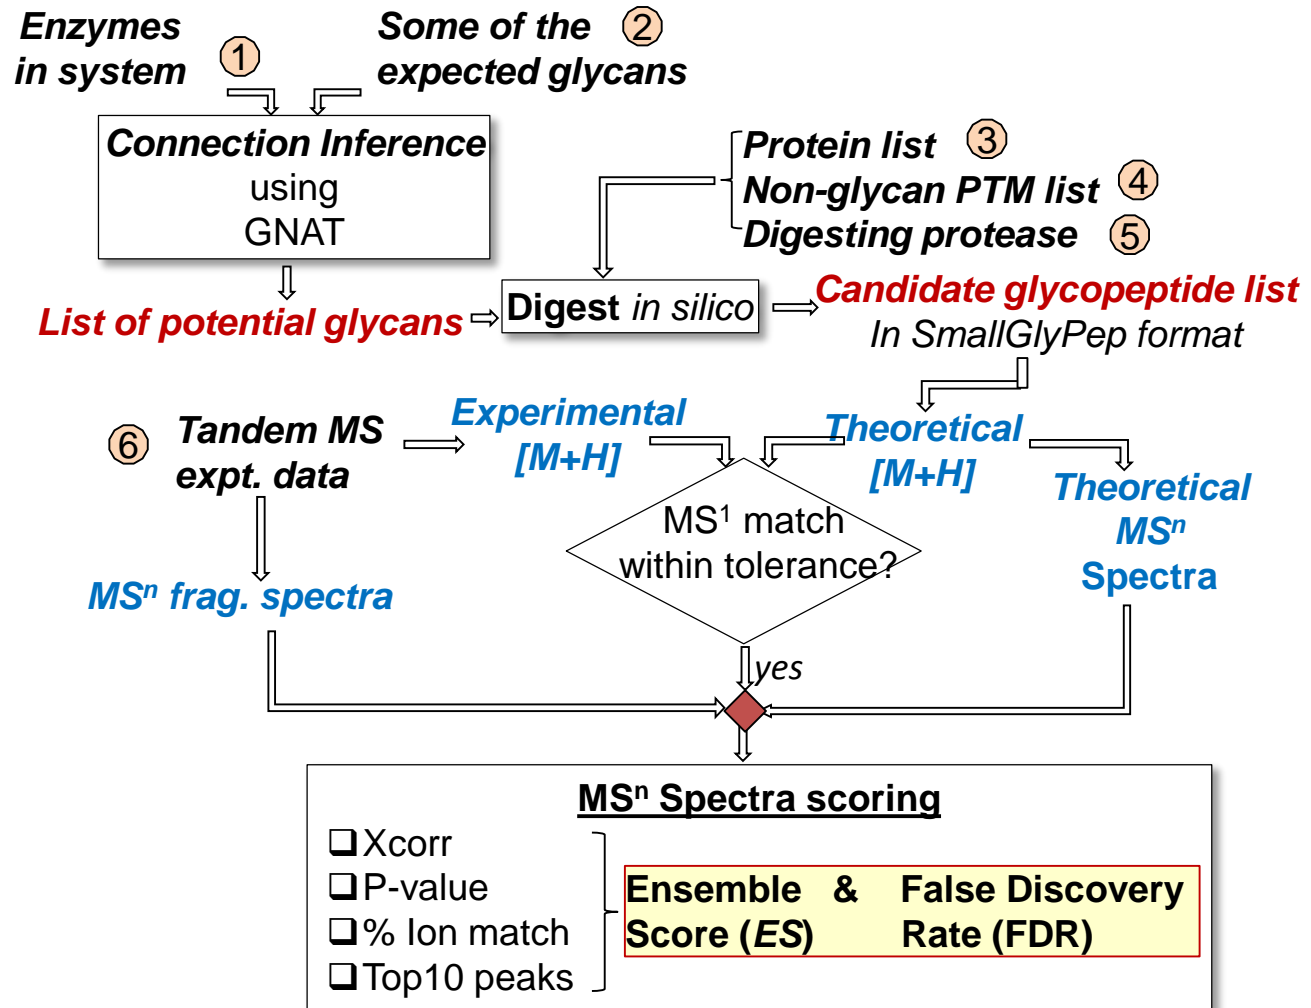 Enzymes
in system
1
Some of the
expected glycans
2
Connection Inference
using
GNAT
Protein list
3
Non-glycan PTM list
4
Digesting protease
5
List of potential glycans
Digest in silico
Candidate glycopeptide list
In SmallGlyPep format
6
Tandem MS
expt. data
Experimental
[M+H]
Theoretical
[M+H]
MS¹ match
within tolerance?
Theoretical
MSⁿ
Spectra
MSⁿ frag. spectra
yes
MSⁿ Spectra scoring
❑Xcorr
❑P-value
❑% Ion match
❑Top10 peaks
Ensemble & False Discovery
Score (ES) Rate (FDR)